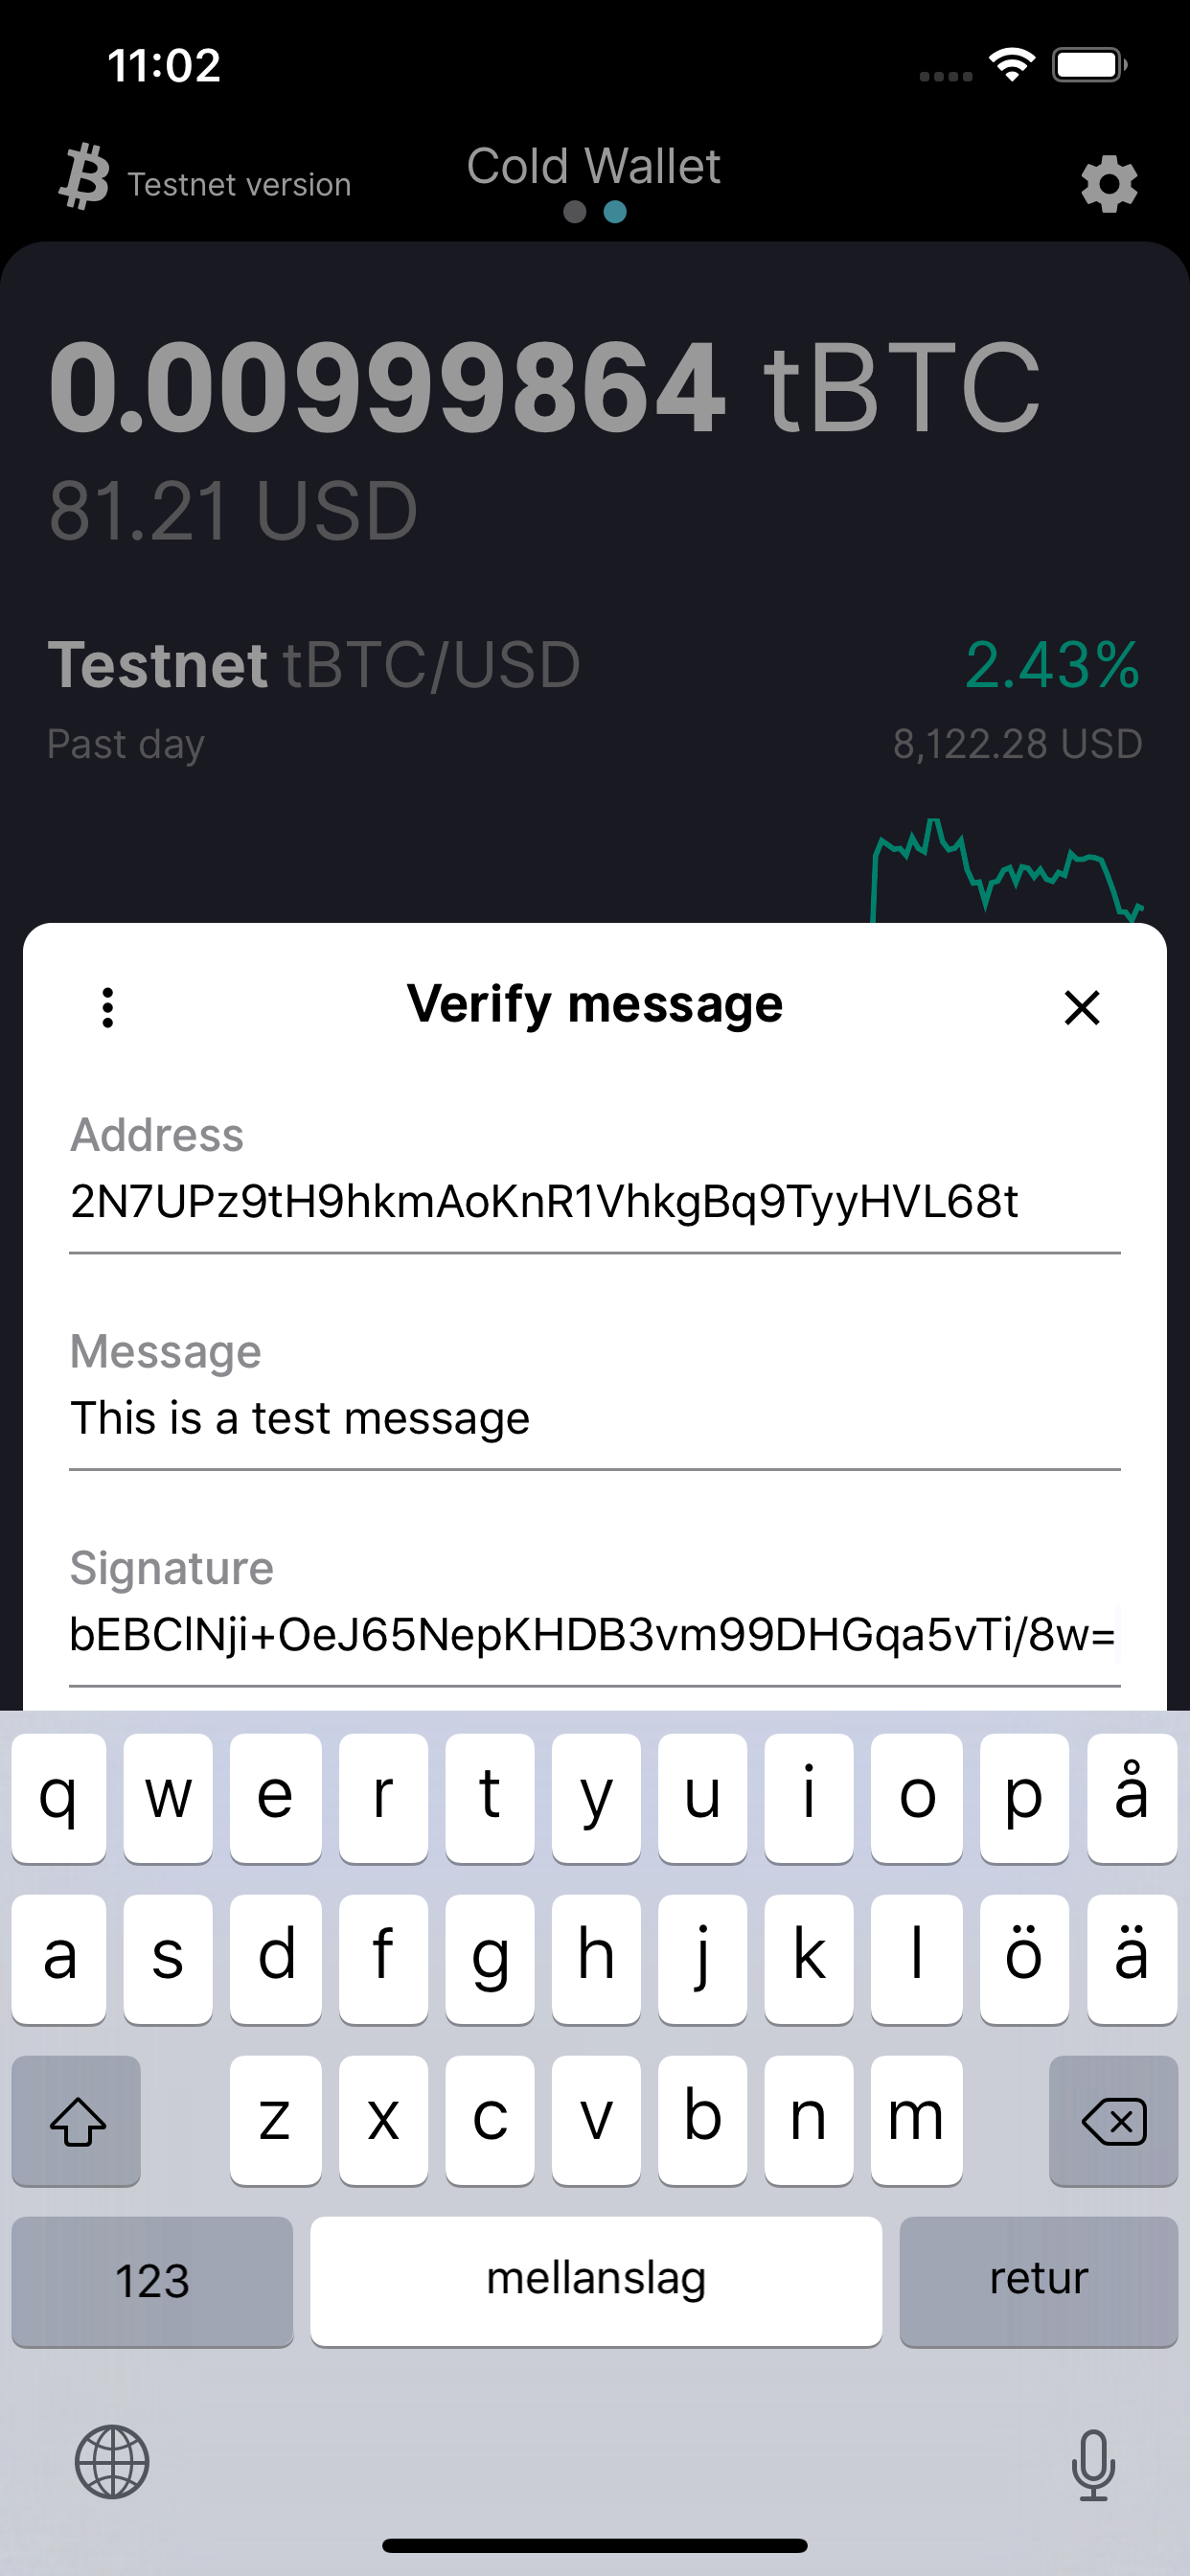 11:02
Testnet version
Cold Wallet
0.00999864 tBTC
81.21 USD
Testnet tBTC/USD
2.43%
Past day
8,122.28 USD
Verify message
Address
2N7UPz9tH9hkmAoKnR1VhkgBq9TyyHVL68t
Message
This is a test message
Signature
bEBClNji+OeJ65NepKHDB3vm99DHGqa5vTi/8w=
q w e r t y u i o p å
a s d f g h j k l ö ä
z x c v b n m
123 mellanslag retur